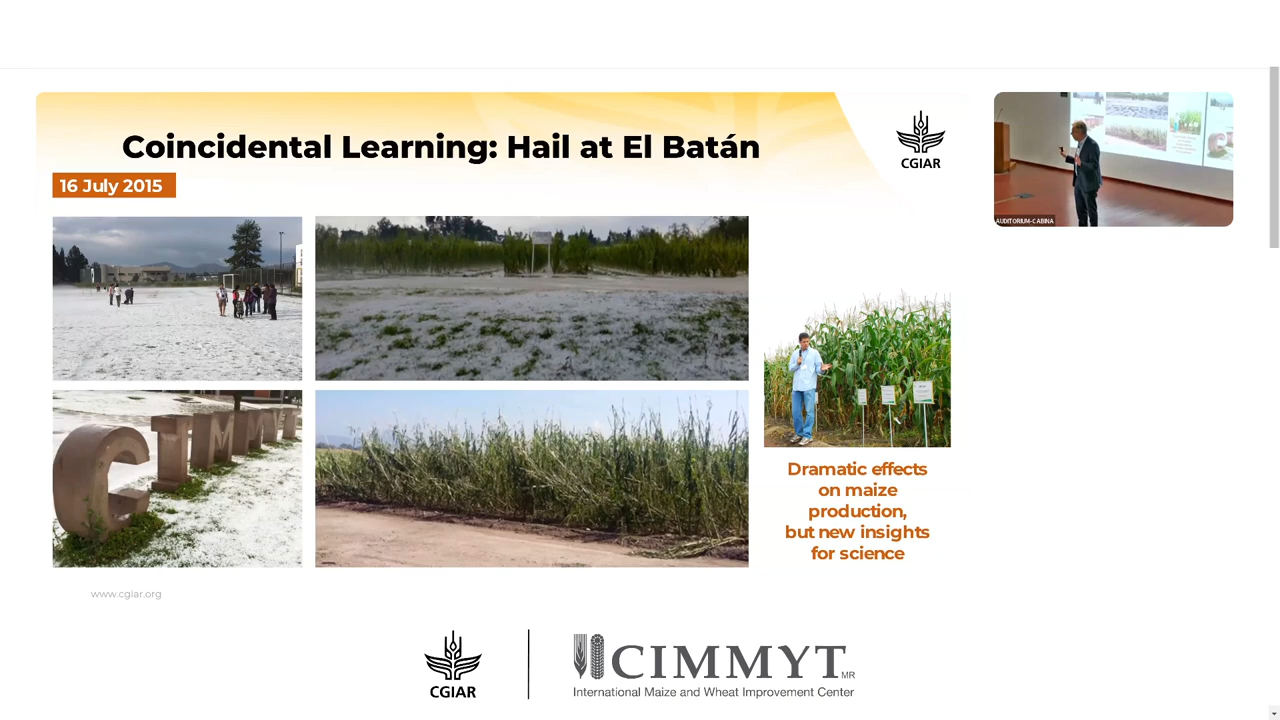 Coincidental Learning: Hail at El Batán
16 July 2015
CGIAR
AUDITORIUM-CABINA
CIMMYT
Dramatic effects
on maize
production,
but new insights
for science
www.cgiar.org
CGIAR
CIMMYT MR
International Maize and Wheat Improvement Center